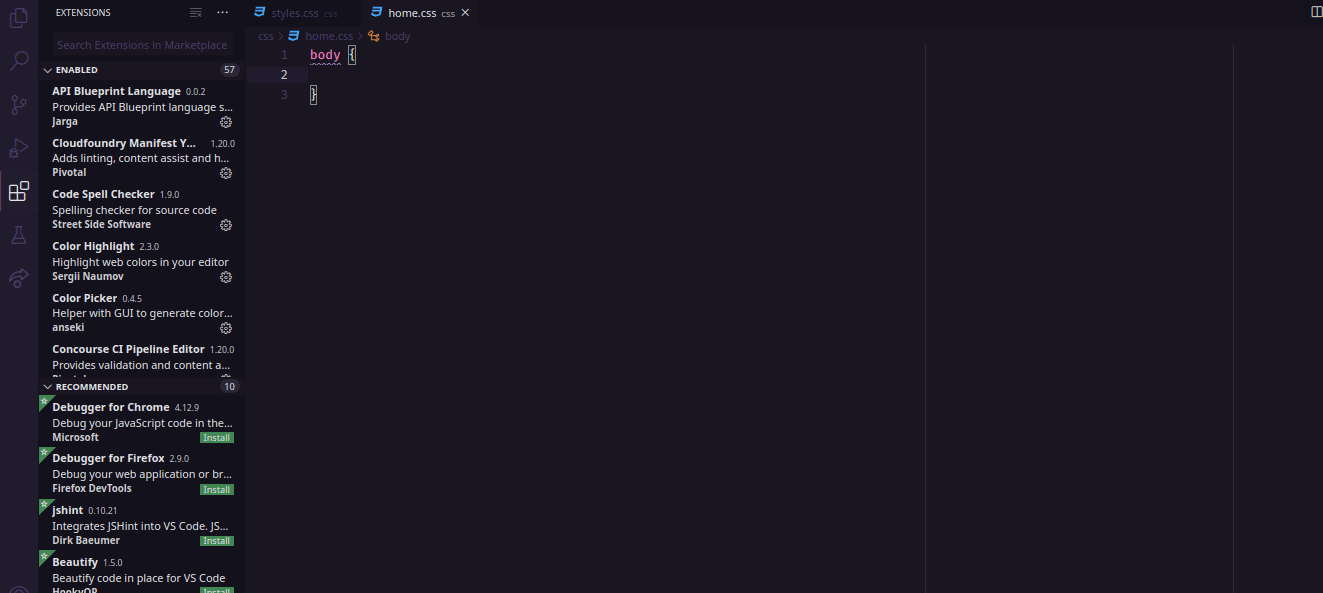 EXTENSIONS
Search Extensions in Marketplace
ENABLED 57
API Blueprint Language 0.0.2
Provides API Blueprint language s...
Jarga
Cloudfoundry Manifest Y... 1.20.0
Adds linting, content assist and h...
Pivotal
Code Spell Checker 1.9.0
Spelling checker for source code
Street Side Software
Color Highlight 2.3.0
Highlight web colors in your editor
Sergii Naumov
Color Picker 0.4.5
Helper with GUI to generate color...
anseki
Concourse CI Pipeline Editor 1.20.0
Provides validation and content a...
RECOMMENDED 10
Debugger for Chrome 4.12.9
Debug your JavaScript code in the...
Microsoft Install
Debugger for Firefox 2.9.0
Debug your web application or br...
Firefox DevTools Install
jshint 0.10.21
Integrates JSHint into VS Code. JS...
Dirk Baeumer Install
Beautify 1.5.0
Beautify code in place for VS Code
HookyQR Install
styles.css css
home.css css
css > home.css > body
1 body {
2
3 }